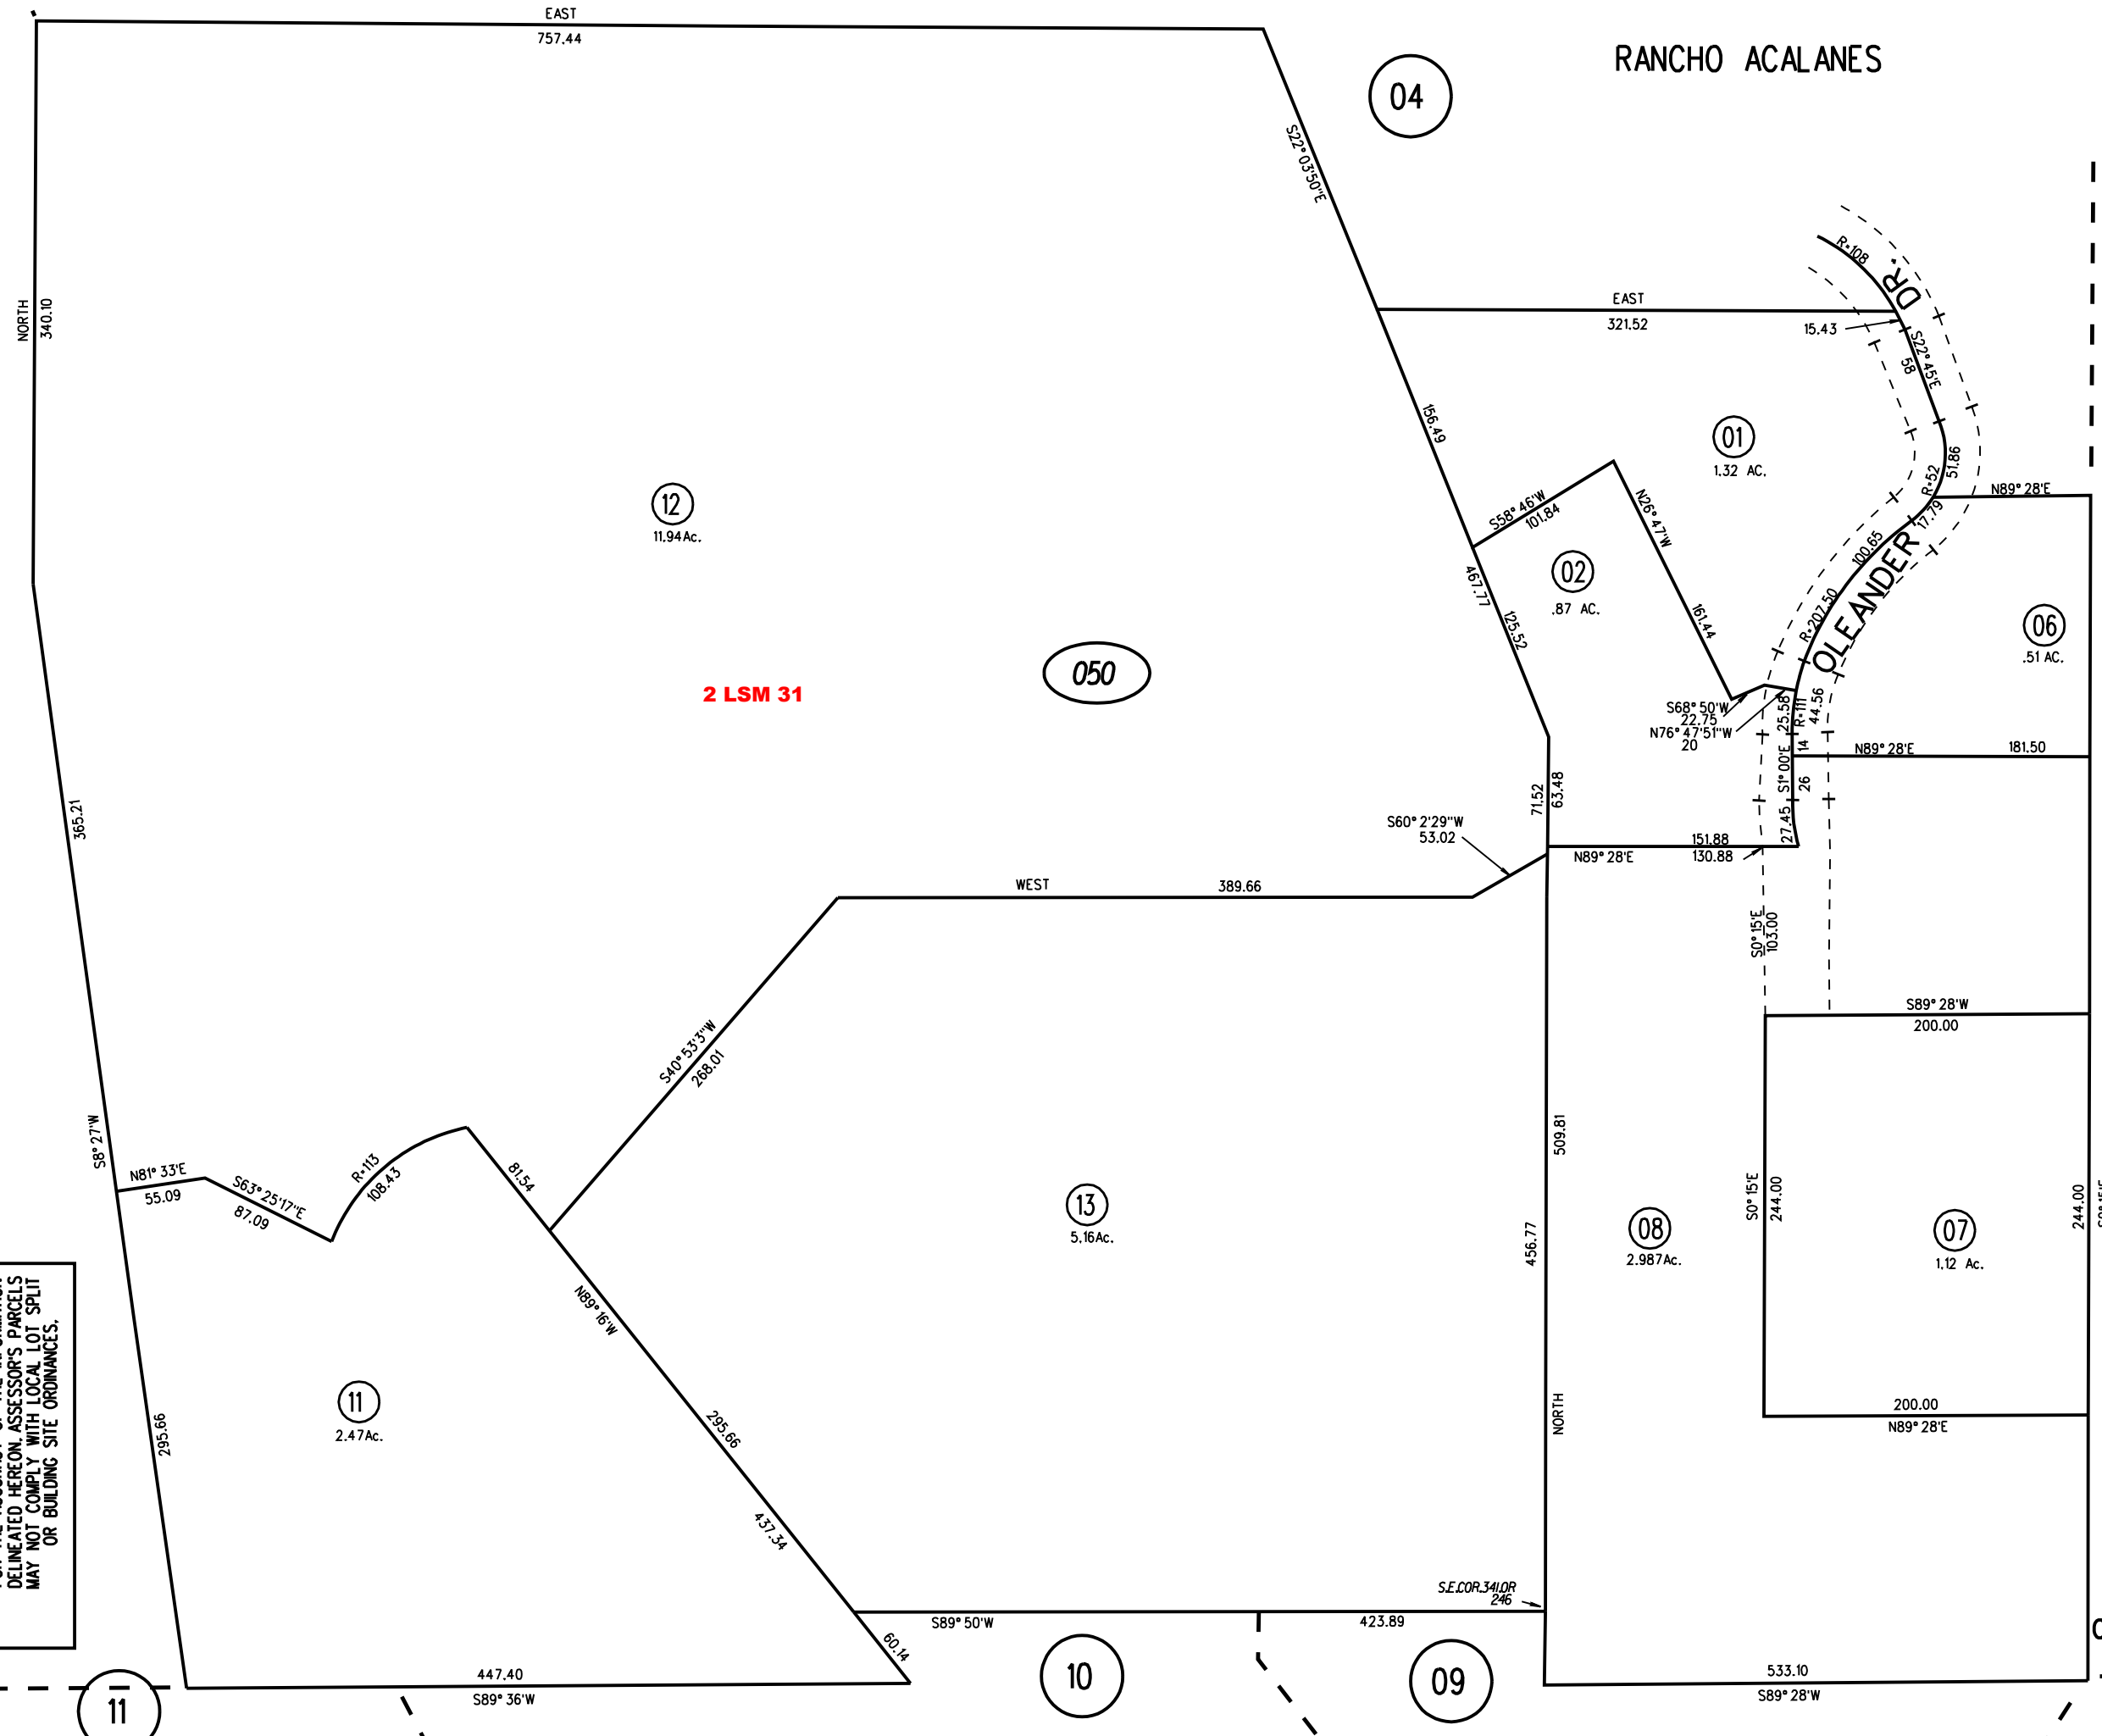 EAST
757.44
RANCHO ACALANES
04
S22° 03'50"E
NORTH
340.10
R=108
DR.
EAST
321.52
15.43
S22° 45'E
58
156.49
01
1.32 AC.
12
11.94Ac.
S58° 46'W
101.84
N26° 47'W
R=52
51.86
N89° 28'E
17.79
100.65
OLEANDER
467.77
125.52
02
.87 AC.
161.44
R=207.50
06
.51 AC.
050
2 LSM 31
S68° 50'W
22.75
N76° 47'51"W
20
25.58
R=111
44.56
14
N89° 28'E
181.50
S1° 00'E
26
71.52
63.48
365.21
S60° 2'29"W
53.02
27.45
151.88
N89° 28'E
130.88
WEST
389.66
S0° 15'E
103.00
S89° 28'W
200.00
S40° 53'3"W
268.01
S8° 27'W
N81° 33'E
55.09
S63° 25'17"E
87.09
R=113
108.43
81.54
509.81
13
5.16Ac.
456.77
08
2.987Ac.
S0° 15'E
244.00
07
1.12 Ac.
244.00
N89° 16'W
DELINEATED HEREON. ASSESSOR'S PARCELS
MAY NOT COMPLY WITH LOCAL LOT SPLIT
OR BUILDING SITE ORDINANCES.
295.66
11
2.47Ac.
295.66
437.34
NORTH
200.00
N89° 28'E
S.E.COR.341.OR
246
S89° 50'W
423.89
60.14
447.40
S89° 36'W
10
09
533.10
S89° 28'W
11